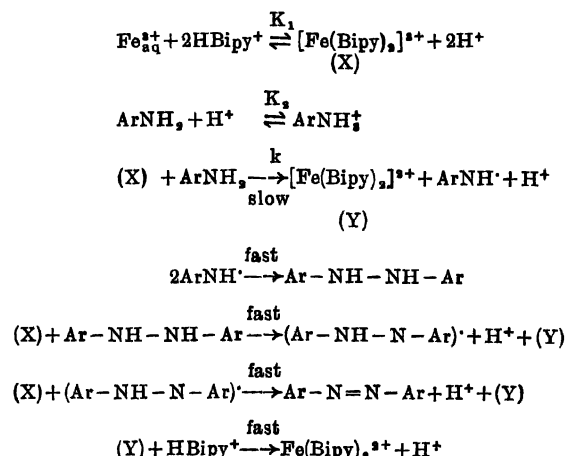 K₁
Fe³⁺aq + 2HBipy⁺ ⇌ [Fe(Bipy)₂]³⁺ + 2H⁺
(X)
K₂
ArNH₂ + H⁺ ⇌ ArNH₃⁺
k
(X) + ArNH₂ ⟶ [Fe(Bipy)₂]²⁺ + ArNH˙ + H⁺
slow
(Y)
fast
2ArNH˙ ⟶ Ar – NH – NH – Ar
fast
(X) + Ar – NH – NH – Ar ⟶ (Ar – NH – N – Ar)˙ + H⁺ + (Y)
fast
(X) + (Ar – NH – N – Ar)˙ ⟶ Ar – N = N – Ar + H⁺ + (Y)
fast
(Y) + HBipy⁺ ⟶ Fe(Bipy)₃²⁺ + H⁺